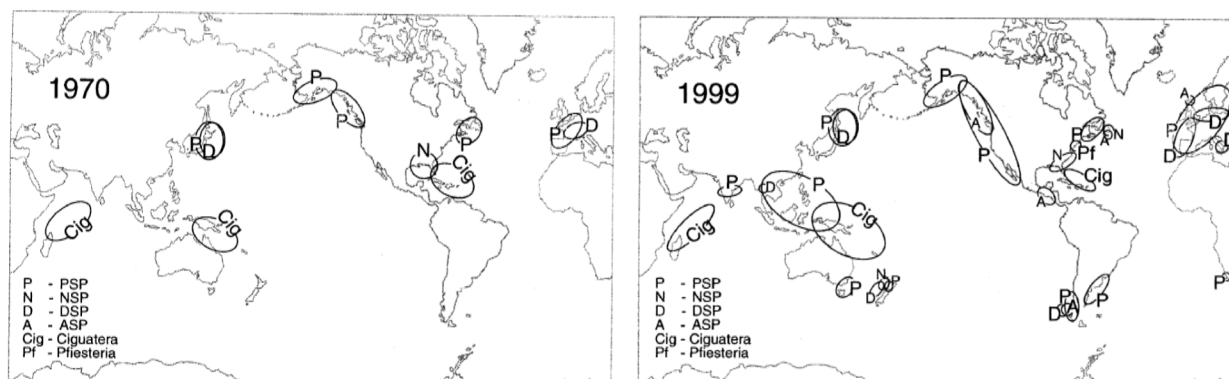 1970
P
P
P
D
P
N
Cig
P
D
Cig
Cig
P - PSP
N - NSP
D - DSP
A - ASP
Cig - Ciguatera
Pf - Pfiesteria
1999
P
A
P
P
D
P
A
N
Pf
N
Cig
A
A
P
D
D
D
P
D
P
Cig
Cig
P
N
P
D
P
D
A
P
P
P - PSP
N - NSP
D - DSP
A - ASP
Cig - Ciguatera
Pf - Pfiesteria